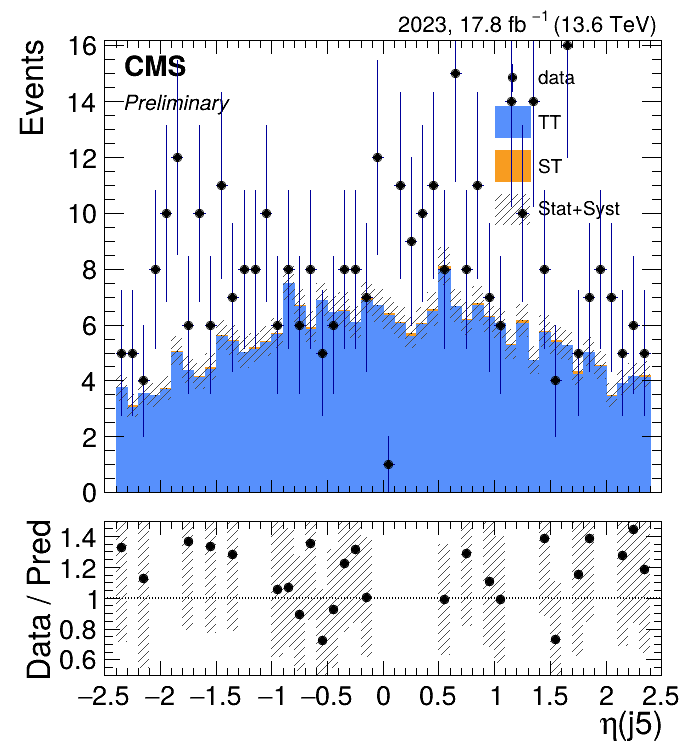 2023, 17.8 fb⁻¹ (13.6 TeV)
Events
16
14
12
10
8
6
4
2
0
CMS
Preliminary
data
TT
ST
Stat+Syst
Data / Pred
1.4
1.2
1
0.8
0.6
−2.5 −2 −1.5 −1 −0.5 0 0.5 1 1.5 2 2.5
η(j5)